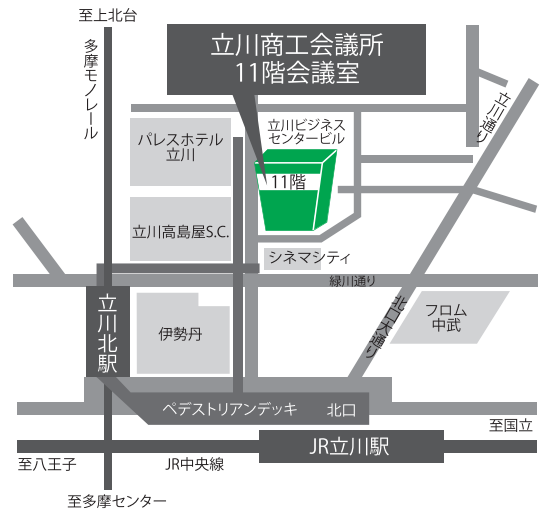 至上北台
多摩モノレール
立川商工会議所
11階会議室
立川通り
パレスホテル
立川
立川ビジネス
センタービル
11階
立川高島屋S.C.
シネマシティ
緑川通り
立川北駅
伊勢丹
北口大通り
フロム
中武
ペデストリアンデッキ 北口
至国立
JR立川駅
至八王子
JR中央線
至多摩センター